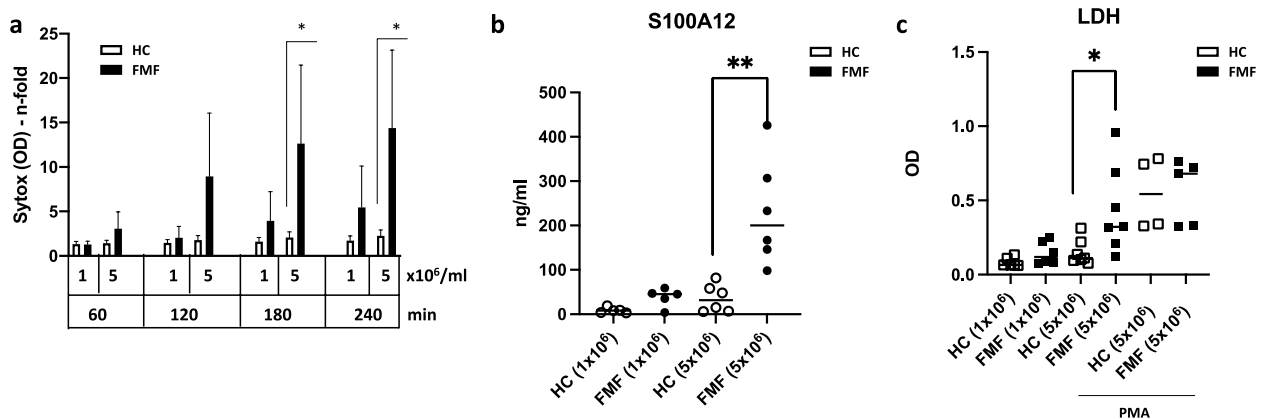 a
HC
FMF
*
*
Sytox (OD) - n-fold
25
20
15
10
5
0
1 5 1 5 1 5 1 5 x10⁶/ml
60 120 180 240 min
b
S100A12
HC
FMF
**
ng/ml
500
400
300
200
100
0
HC (1x10⁶)
FMF (1x10⁶)
HC (5x10⁶)
FMF (5x10⁶)
c
LDH
HC
FMF
*
OD
1.5
1.0
0.5
0.0
HC (1x10⁶)
FMF (1x10⁶)
HC (5x10⁶)
FMF (5x10⁶)
HC (5x10⁶)
FMF (5x10⁶)
PMA